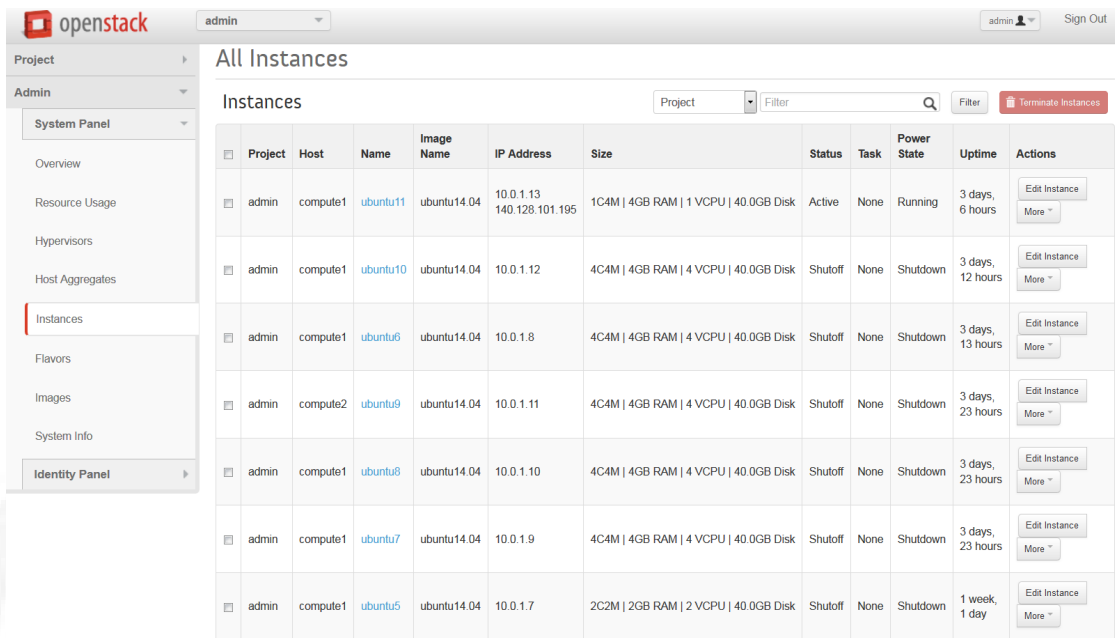 openstack
admin
admin
Sign Out
Project
Admin
System Panel
Overview
Resource Usage
Hypervisors
Host Aggregates
Instances
Flavors
Images
System Info
Identity Panel
All Instances
Instances
Project
Filter
Filter
Terminate Instances
Project Host Name Image Name IP Address Size Status Task Power State Uptime Actions
admin compute1 ubuntu11 ubuntu14.04 10.0.1.13 140.128.101.195 1C4M | 4GB RAM | 1 VCPU | 40.0GB Disk Active None Running 3 days, 6 hours Edit Instance More
admin compute1 ubuntu10 ubuntu14.04 10.0.1.12 4C4M | 4GB RAM | 4 VCPU | 40.0GB Disk Shutoff None Shutdown 3 days, 12 hours Edit Instance More
admin compute1 ubuntu6 ubuntu14.04 10.0.1.8 4C4M | 4GB RAM | 4 VCPU | 40.0GB Disk Shutoff None Shutdown 3 days, 13 hours Edit Instance More
admin compute2 ubuntu9 ubuntu14.04 10.0.1.11 4C4M | 4GB RAM | 4 VCPU | 40.0GB Disk Shutoff None Shutdown 3 days, 23 hours Edit Instance More
admin compute1 ubuntu8 ubuntu14.04 10.0.1.10 4C4M | 4GB RAM | 4 VCPU | 40.0GB Disk Shutoff None Shutdown 3 days, 23 hours Edit Instance More
admin compute1 ubuntu7 ubuntu14.04 10.0.1.9 4C4M | 4GB RAM | 4 VCPU | 40.0GB Disk Shutoff None Shutdown 3 days, 23 hours Edit Instance More
admin compute1 ubuntu5 ubuntu14.04 10.0.1.7 2C2M | 2GB RAM | 2 VCPU | 40.0GB Disk Shutoff None Shutdown 1 week, 1 day Edit Instance More